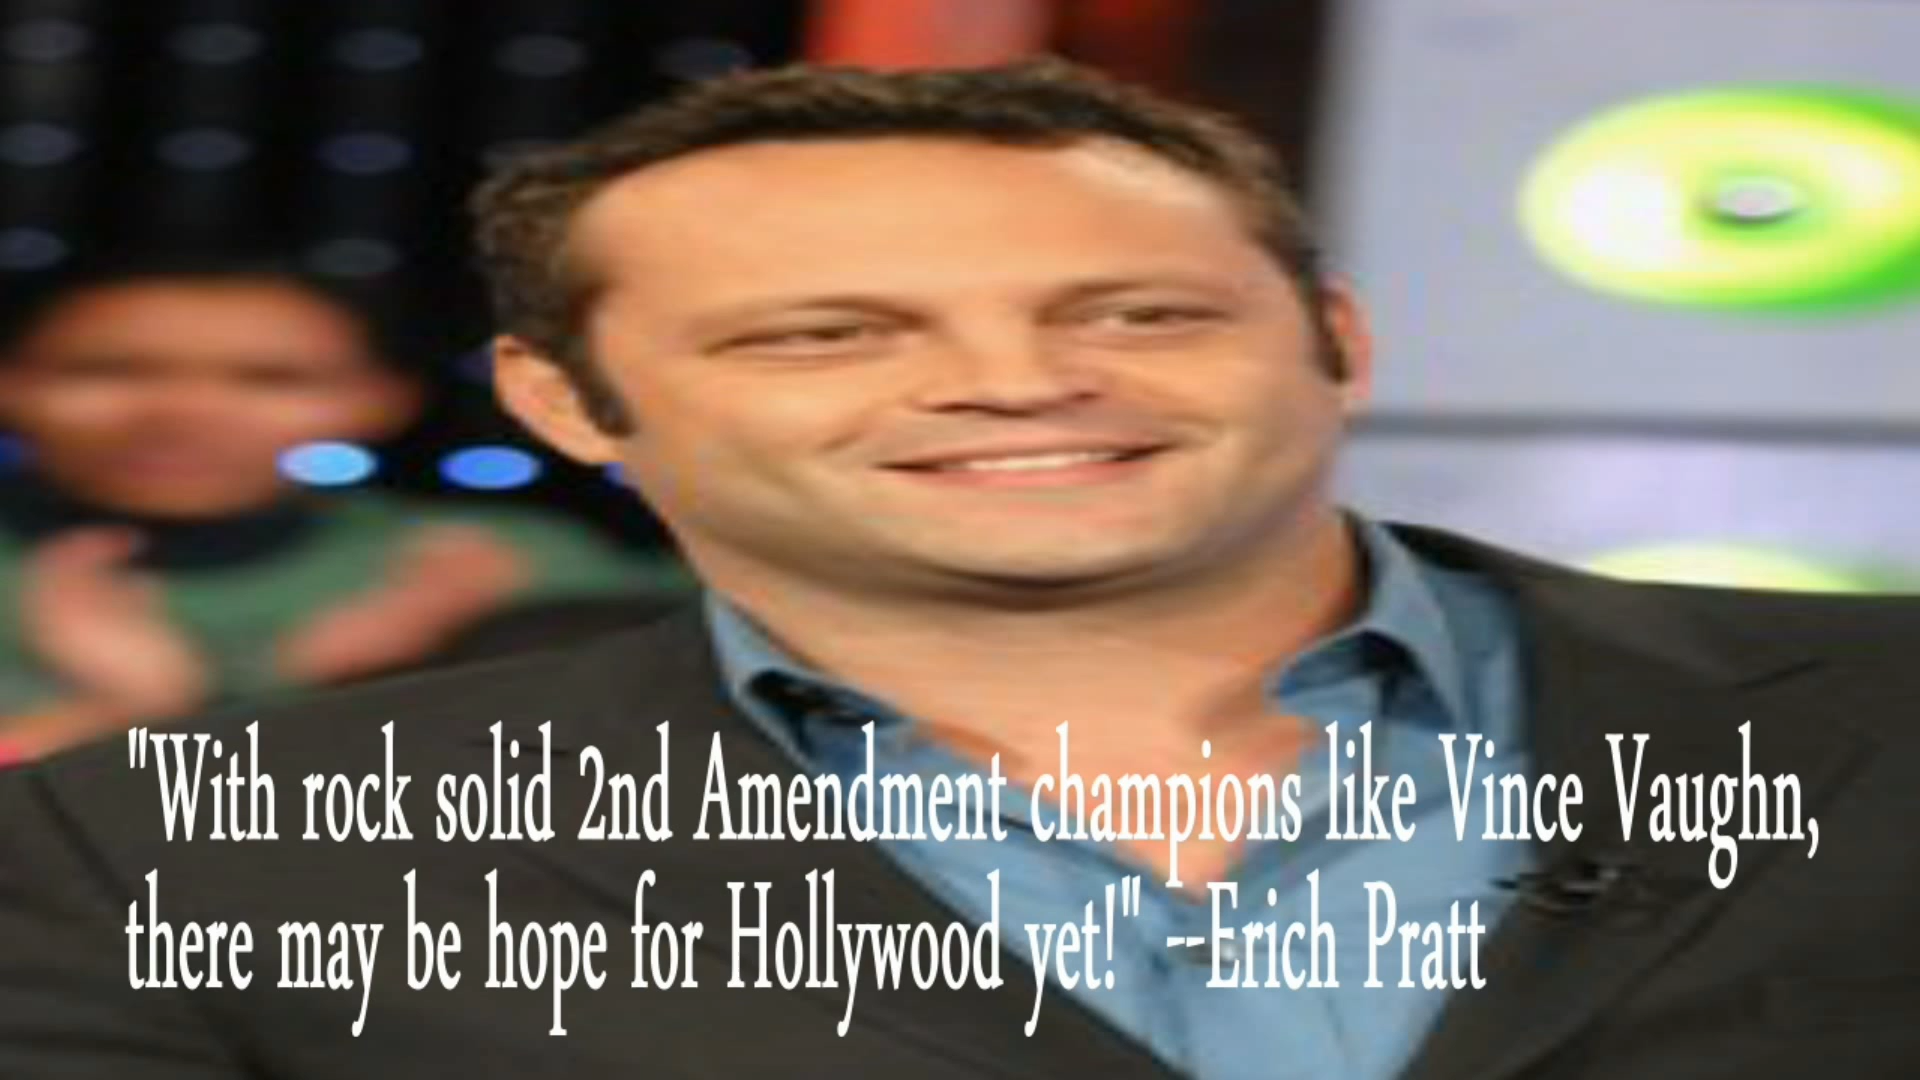 "With rock solid 2nd Amendment champions like Vince Vaughn,
there may be hope for Hollywood yet!" --Erich Pratt